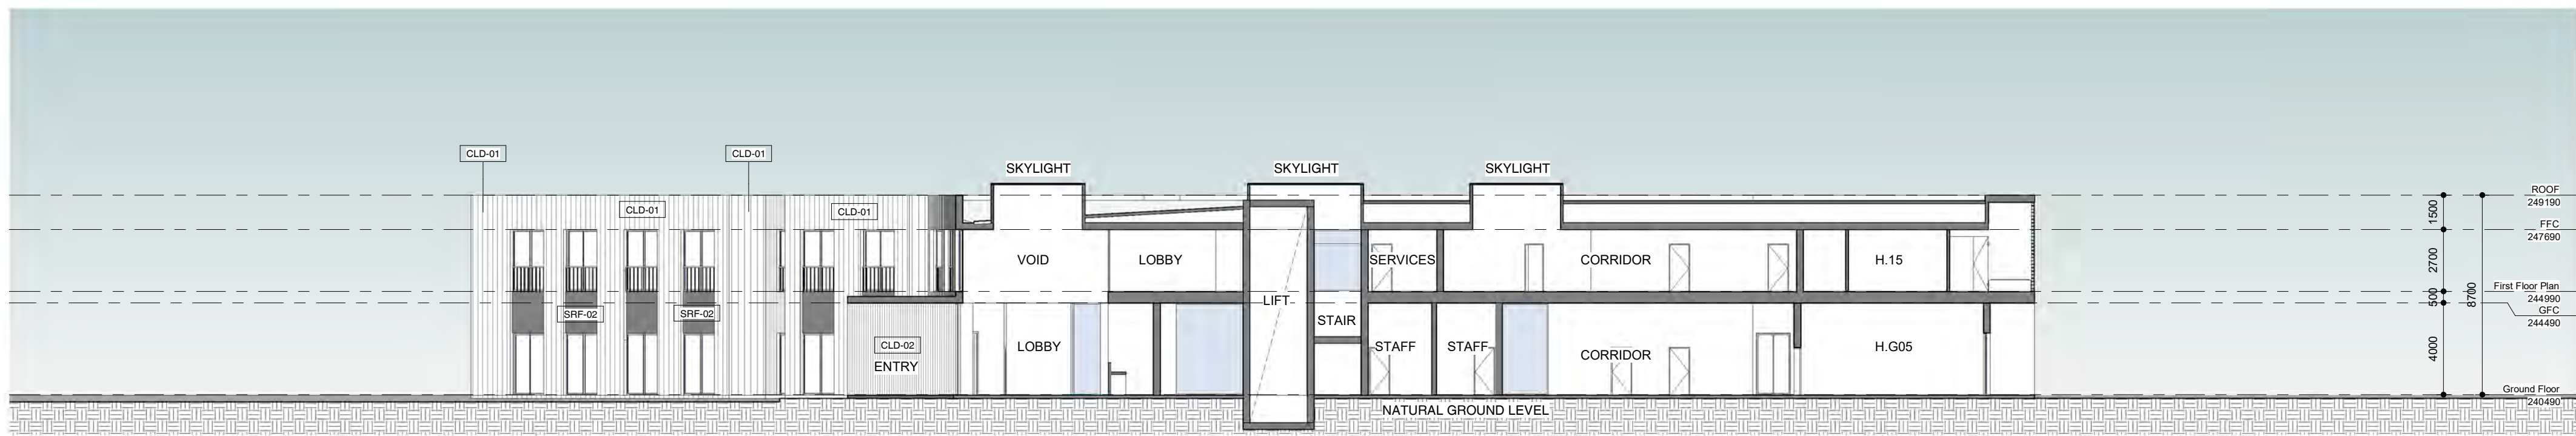 CLD-01
CLD-01
SKYLIGHT
SKYLIGHT
SKYLIGHT
ROOF
249190
CLD-01
CLD-01
1500
FFC
247690
VOID
LOBBY
SERVICES
CORRIDOR
H.15
2700
First Floor Plan
244990
8700
500
LIFT
GFC
244490
SRF-02
SRF-02
STAIR
CLD-02
ENTRY
LOBBY
STAFF
STAFF
CORRIDOR
H.G05
4000
Ground Floor
240490
NATURAL GROUND LEVEL